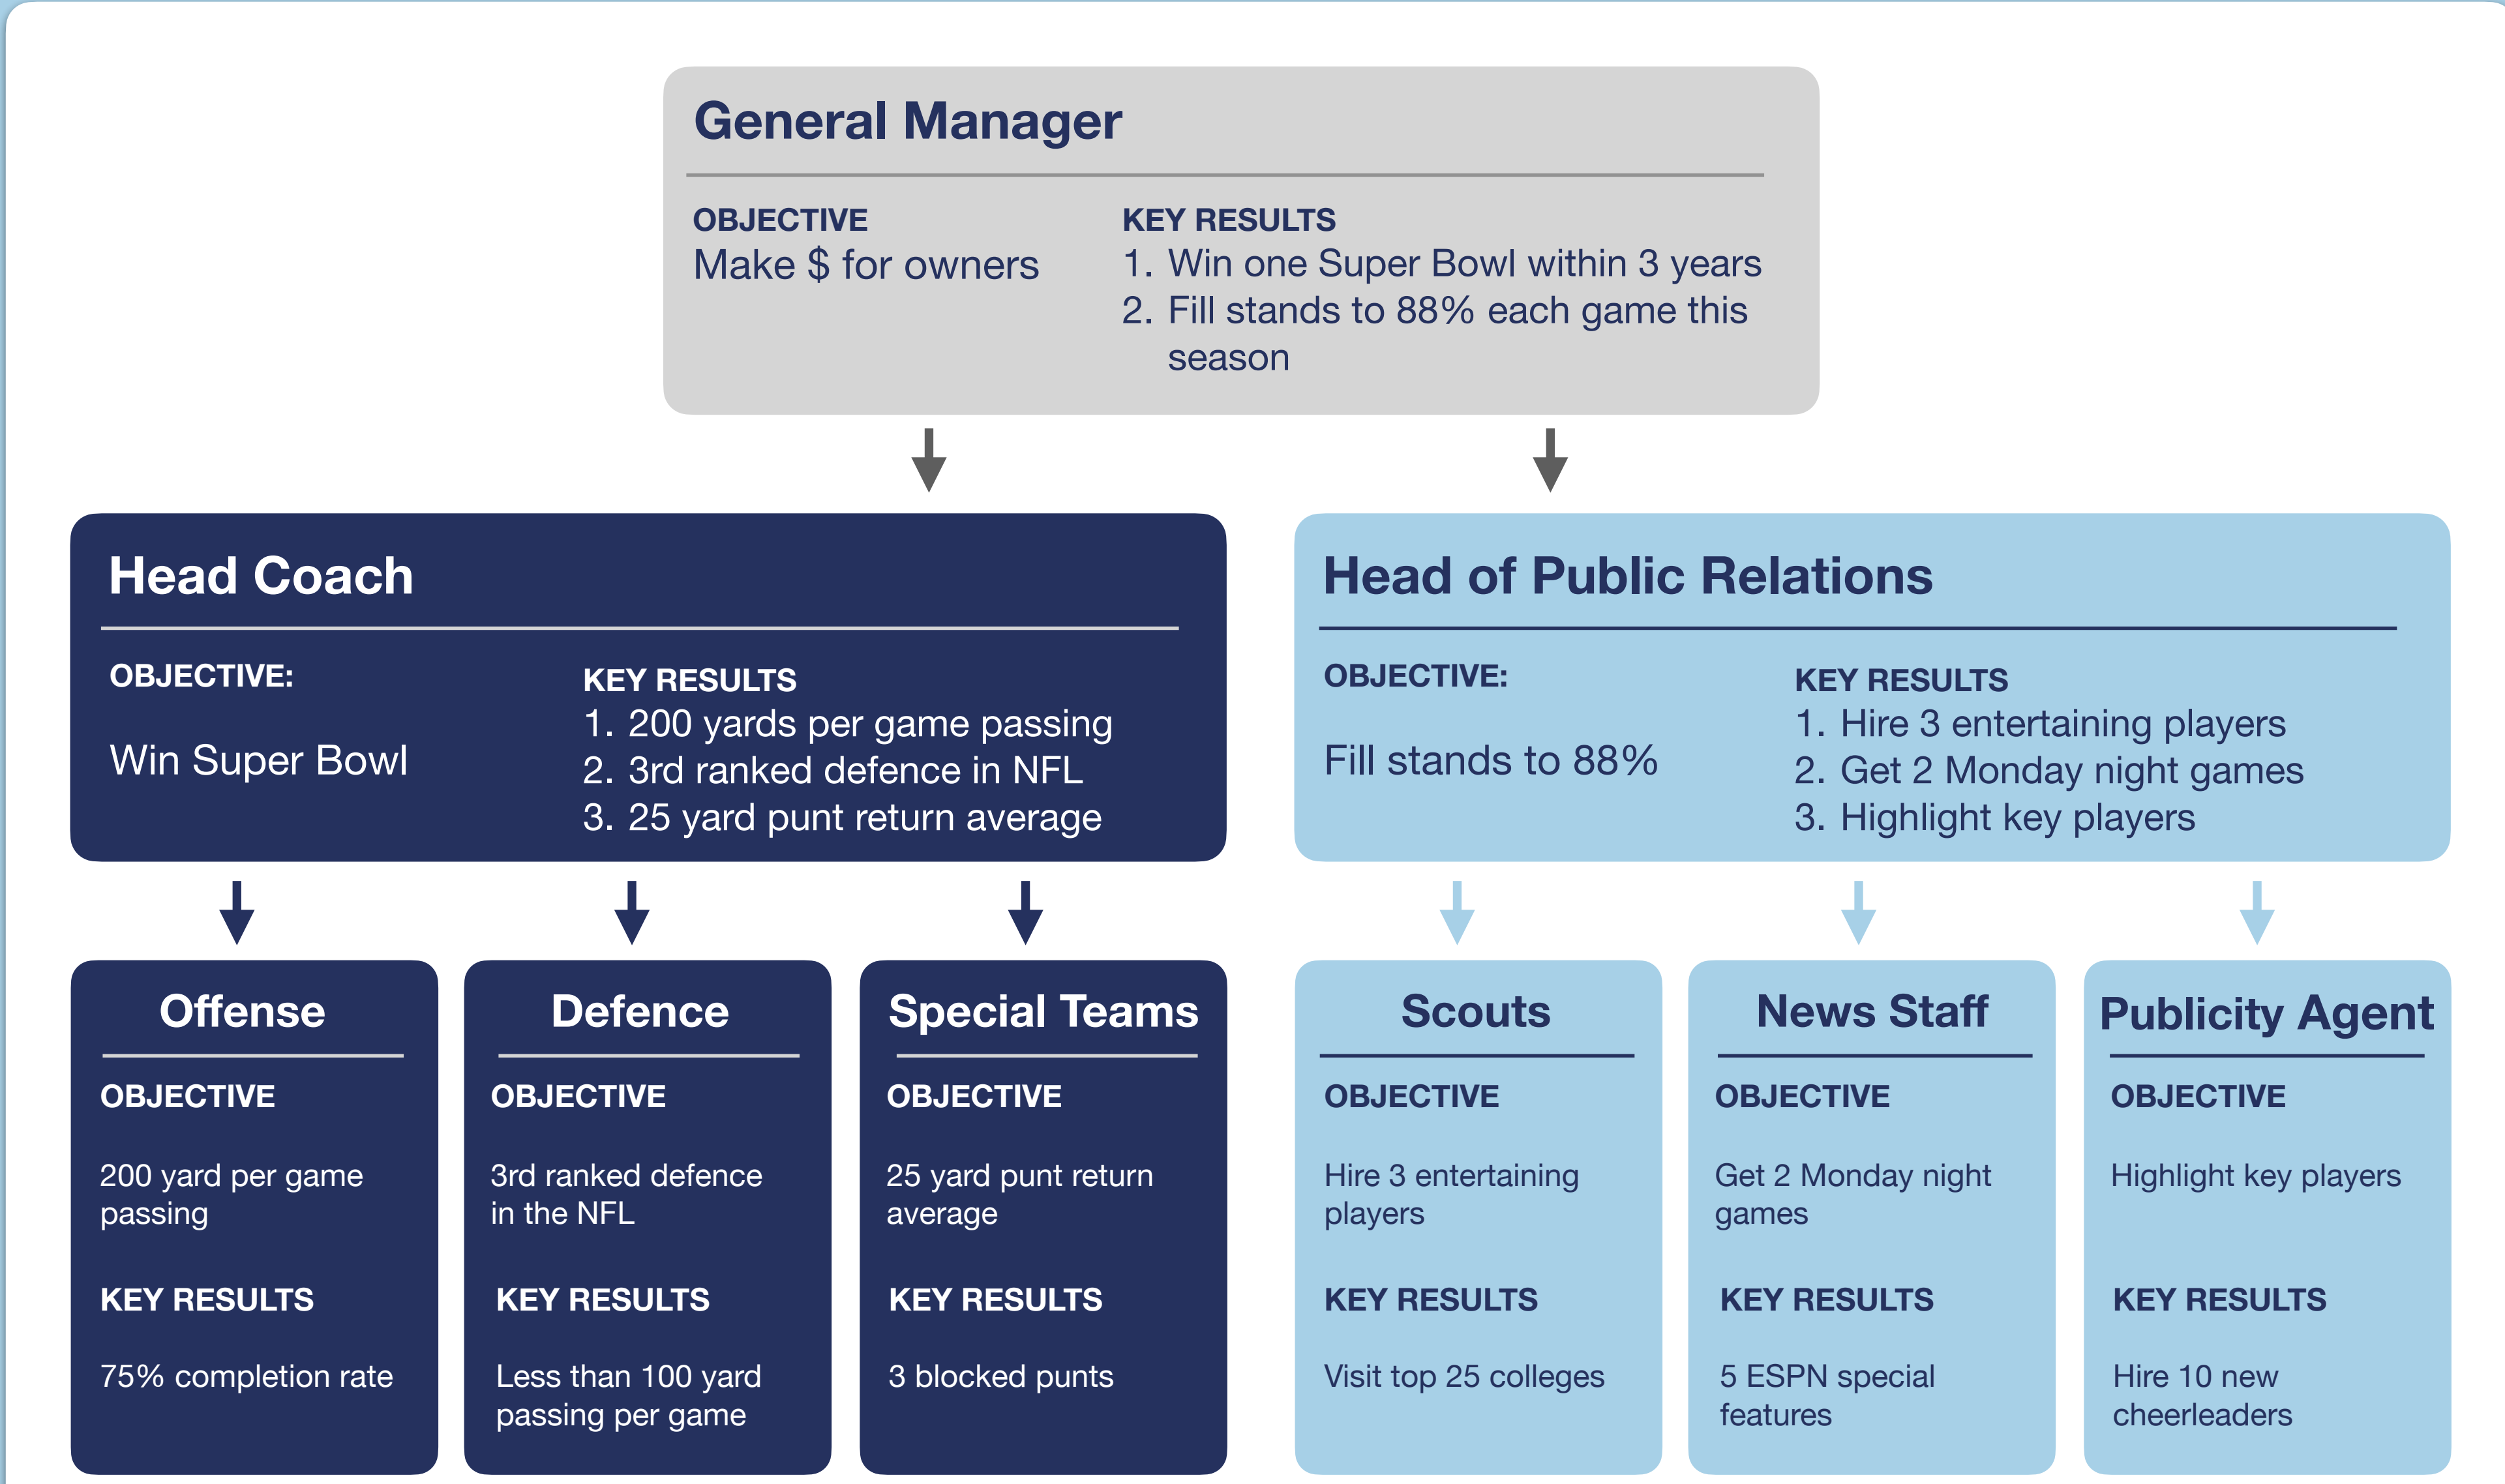 General Manager
OBJECTIVE
Make $ for owners
KEY RESULTS
1. Win one Super Bowl within 3 years
2. Fill stands to 88% each game this
season
Head Coach
OBJECTIVE:
Win Super Bowl
KEY RESULTS
1. 200 yards per game passing
2. 3rd ranked defence in NFL
3. 25 yard punt return average
Head of Public Relations
OBJECTIVE:
Fill stands to 88%
KEY RESULTS
1. Hire 3 entertaining players
2. Get 2 Monday night games
3. Highlight key players
Offense
OBJECTIVE
200 yard per game
passing
KEY RESULTS
75% completion rate
Defence
OBJECTIVE
3rd ranked defence
in the NFL
KEY RESULTS
Less than 100 yard
passing per game
Special Teams
OBJECTIVE
25 yard punt return
average
KEY RESULTS
3 blocked punts
Scouts
OBJECTIVE
Hire 3 entertaining
players
KEY RESULTS
Visit top 25 colleges
News Staff
OBJECTIVE
Get 2 Monday night
games
KEY RESULTS
5 ESPN special
features
Publicity Agent
OBJECTIVE
Highlight key players
KEY RESULTS
Hire 10 new
cheerleaders